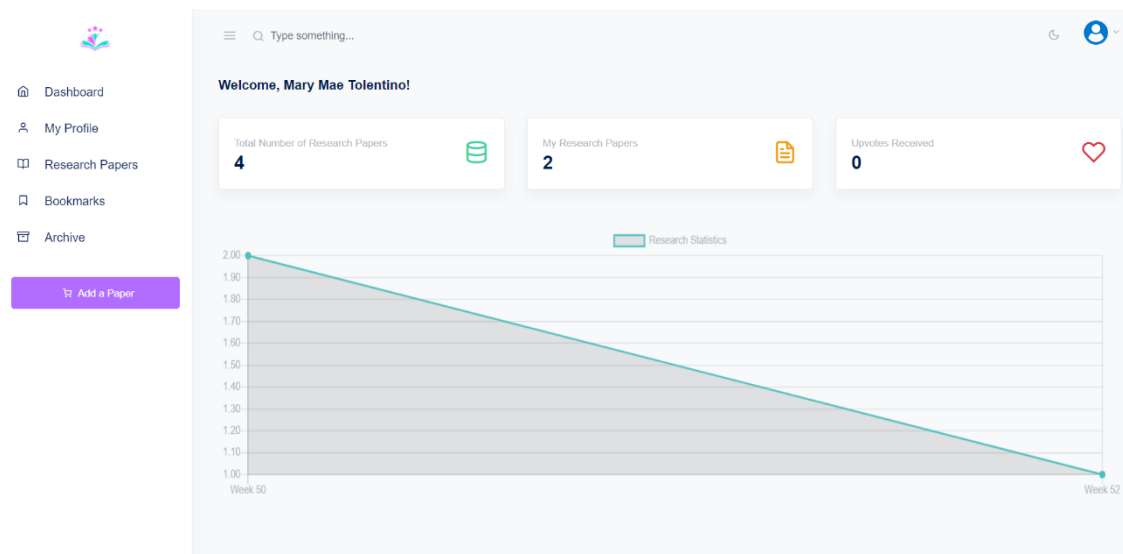 Type something...
Dashboard
My Profile
Research Papers
Bookmarks
Archive
Add a Paper
Welcome, Mary Mae Tolentino!
Total Number of Research Papers
4
My Research Papers
2
Upvotes Received
0
Research Statistics
2.00
1.90
1.80
1.70
1.60
1.50
1.40
1.30
1.20
1.10
1.00
Week 50
Week 52